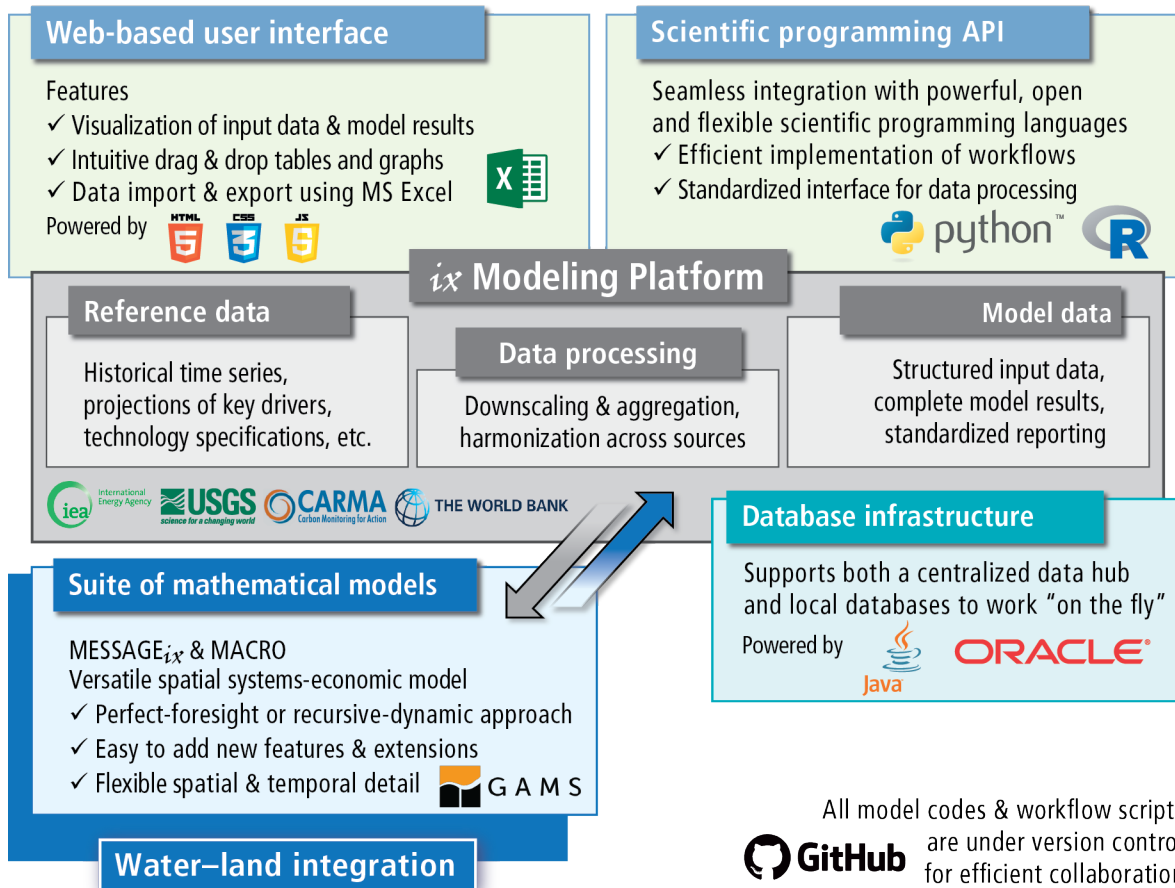 Web-based user interface
Features
✓ Visualization of input data & model results
✓ Intuitive drag & drop tables and graphs
✓ Data import & export using MS Excel
X
Powered by
HTML
5
CSS
3
JS
5
Scientific programming API
Seamless integration with powerful, open
and flexible scientific programming languages
✓ Efficient implementation of workflows
✓ Standardized interface for data processing
python™
R
ix Modeling Platform
Reference data
Historical time series,
projections of key drivers,
technology specifications, etc.
Data processing
Downscaling & aggregation,
harmonization across sources
Model data
Structured input data,
complete model results,
standardized reporting
iea
International
Energy Agency
USGS
science for a changing world
CARMA
Carbon Monitoring for Action
THE WORLD BANK
Database infrastructure
Supports both a centralized data hub
and local databases to work “on the fly”
Powered by
Java
ORACLE®
Suite of mathematical models
MESSAGEix & MACRO
Versatile spatial systems-economic model
✓ Perfect-foresight or recursive-dynamic approach
✓ Easy to add new features & extensions
✓ Flexible spatial & temporal detail
GAMS
Water–land integration
All model codes & workflow script
are under version contro
GitHub
for efficient collaboration